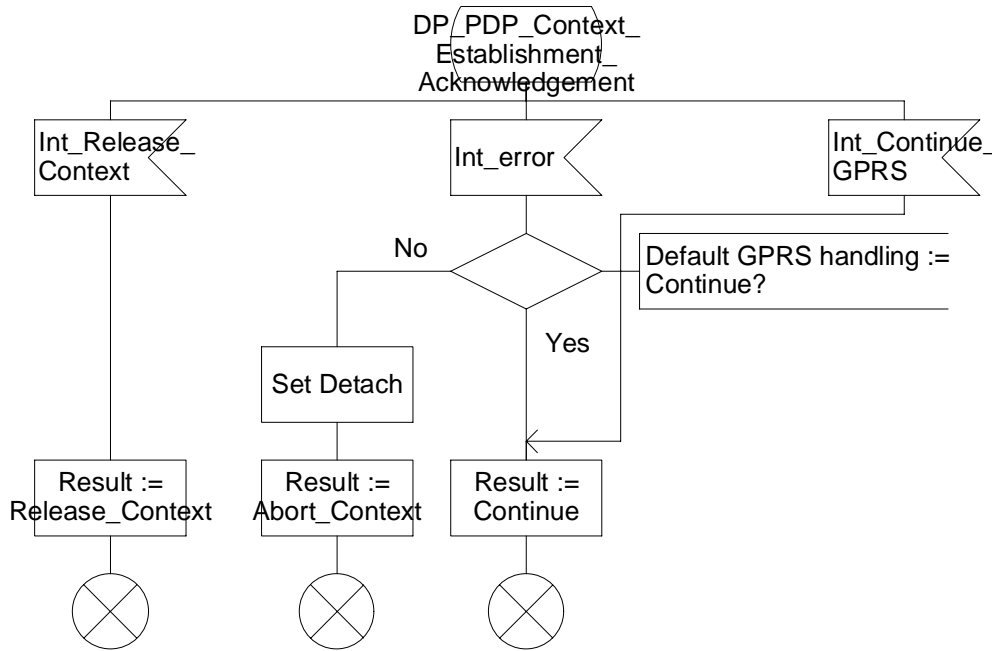 DP_PDP_Context_
Establishment_
Acknowledgement
Int_Release_
Context
Int_error
Int_Continue_
GPRS
No
Default GPRS handling :=
Continue?
Yes
Set Detach
Result :=
Release_Context
Result :=
Abort_Context
Result :=
Continue